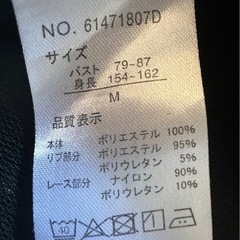 NO. 61471807D
サイズ
バスト 79-87
身長 154-162
M
品質表示
本体 ポリエステル 100%
リブ部分 ポリエステル 95%
ポリウレタン 5%
レース部分 ナイロン 90%
ポリウレタン 10%
40